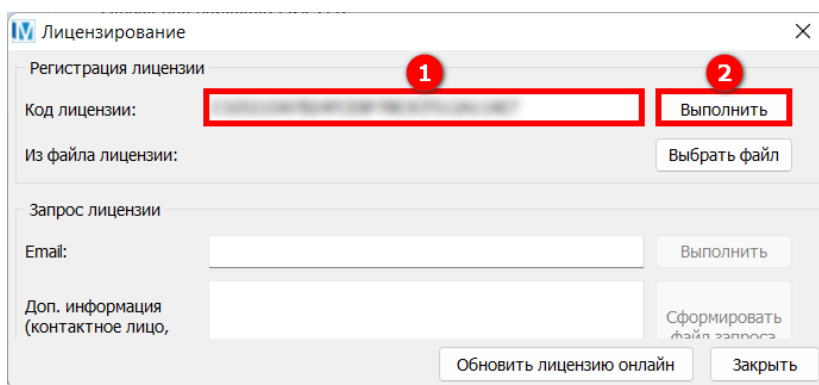 Лицензирование
Регистрация лицензии
1
2
Код лицензии:
Выполнить
Из файла лицензии:
Выбрать файл
Запрос лицензии
Email:
Выполнить
Доп. информация
(контактное лицо,
Сформировать
файл запроса
Обновить лицензию онлайн
Закрыть